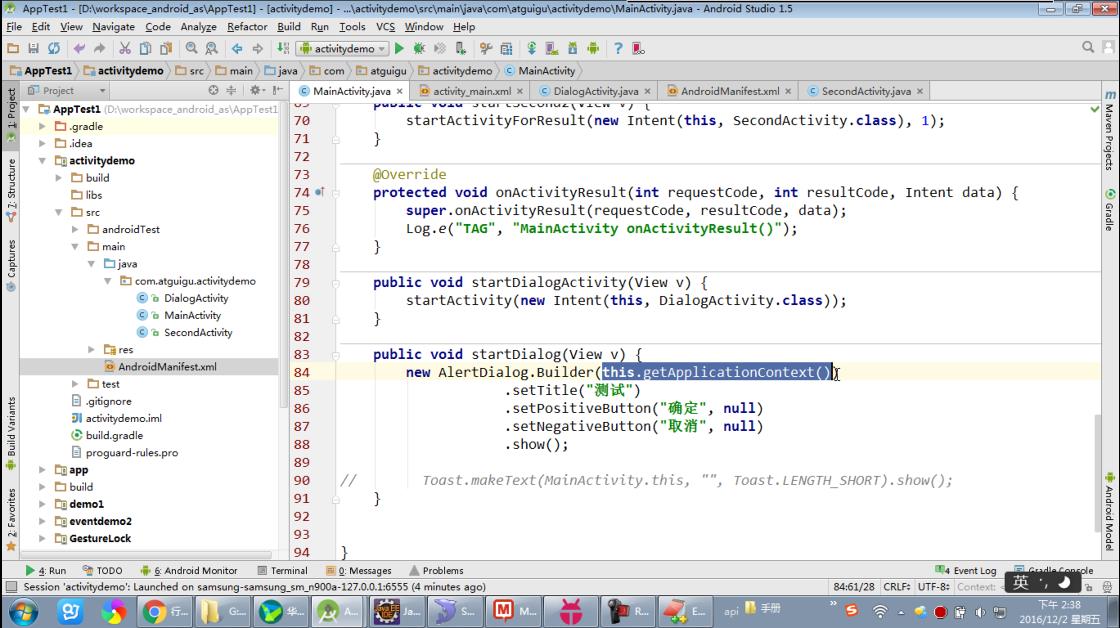 AppTest1 - [D:\workspace_android_as\AppTest1] - [activitydemo] - ...\activitydemo\src\main\java\com\atguigu\activitydemo\MainActivity.java - Android Studio 1.5
File Edit View Navigate Code Analyze Refactor Build Run Tools VCS Window Help
activitydemo
AppTest1 activitydemo src main java com atguigu activitydemo MainActivity
Project MainActivity.java activity_main.xml DialogActivity.java AndroidManifest.xml SecondActivity.java
1: Project
7: Structure
Captures
Build Variants
2: Favorites
AppTest1 (D:\workspace_android_as\AppTest1
.gradle
.idea
activitydemo
build
libs
src
androidTest
main
java
com.atguigu.activitydemo
DialogActivity
MainActivity
SecondActivity
res
AndroidManifest.xml
test
.gitignore
activitydemo.iml
build.gradle
proguard-rules.pro
app
build
demo1
eventdemo2
GestureLock
69 public void startSecond2(View v) {
70 startActivityForResult(new Intent(this, SecondActivity.class), 1);
71 }
72
73 @Override
74 protected void onActivityResult(int requestCode, int resultCode, Intent data) {
75 super.onActivityResult(requestCode, resultCode, data);
76 Log.e("TAG", "MainActivity onActivityResult()");
77 }
78
79 public void startDialogActivity(View v) {
80 startActivity(new Intent(this, DialogActivity.class));
81 }
82
83 public void startDialog(View v) {
84 new AlertDialog.Builder(this.getApplicationContext())
85 .setTitle("测试")
86 .setPositiveButton("确定", null)
87 .setNegativeButton("取消", null)
88 .show();
89
90 // Toast.makeText(MainActivity.this, "", Toast.LENGTH_SHORT).show();
91 }
92
93
94 }
m Maven Projects
Gradle
Android Model
4: Run TODO 6: Android Monitor Terminal 0: Messages Problems 4 Event Log Gradle Console
Session 'activitydemo': Launched on samsung-samsung_sm_n900a-127.0.0.1:6555 (4 minutes ago) 84:61/28 CRLF÷ UTF-8÷ Context:
英
行... G:... 华... A... Ja... S... M... R... E... api 手册
下午 2:38
2016/12/2 星期五